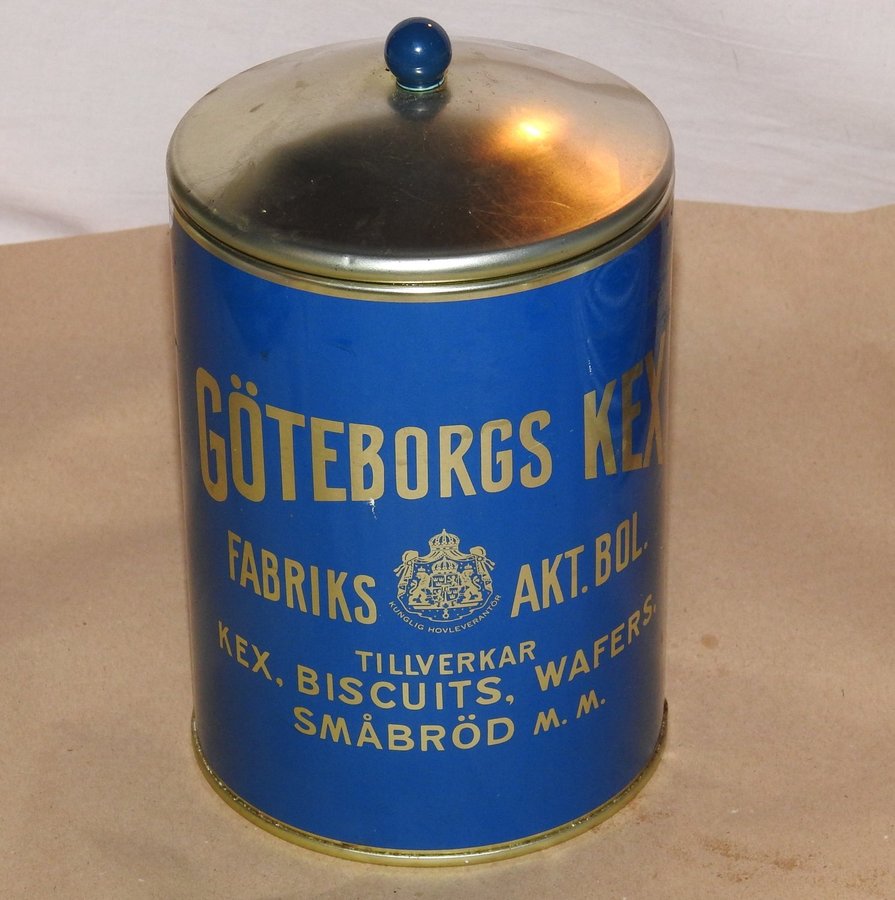 GÖTEBORGS KEX
FABRIKS AKT. BOL.
KUNGLIG HOVLEVERANTÖR
TILLVERKAR
KEX, BISCUITS, WAFERS,
SMÅBRÖD M. M.